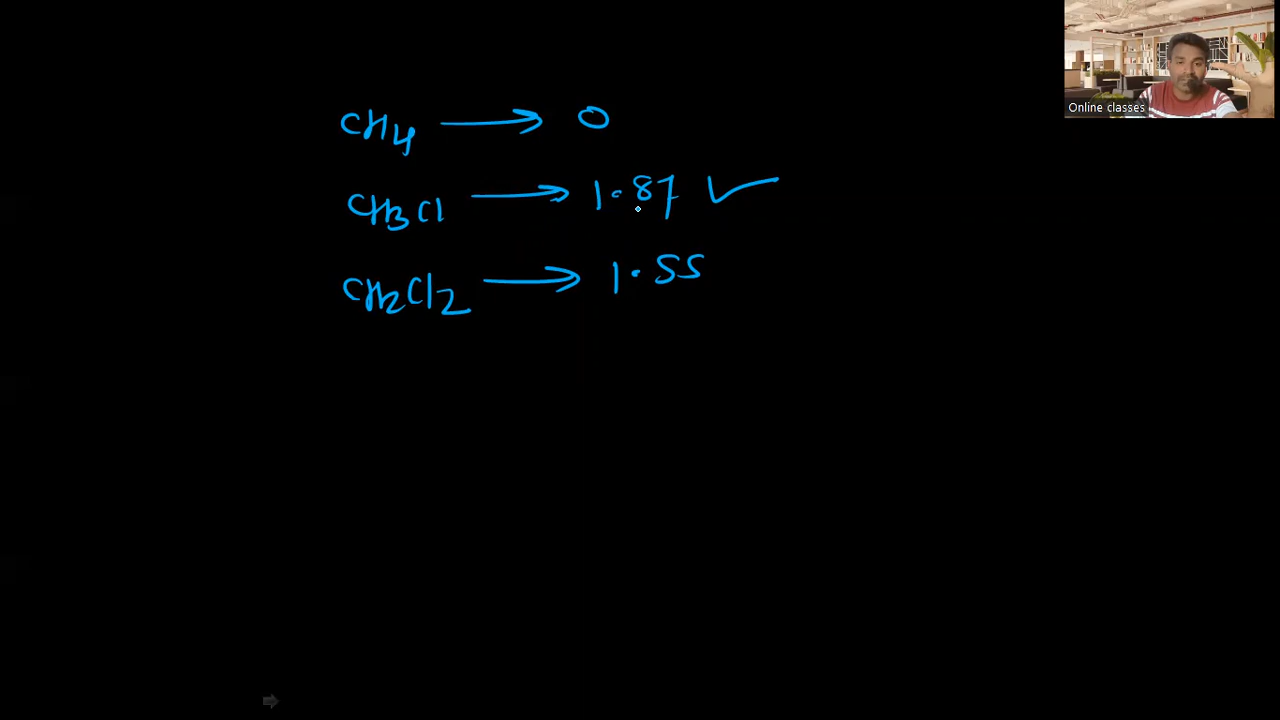 Online classes
CH4 → 0
CH3Cl → 1.87 ✓
CH2Cl2 → 1.55